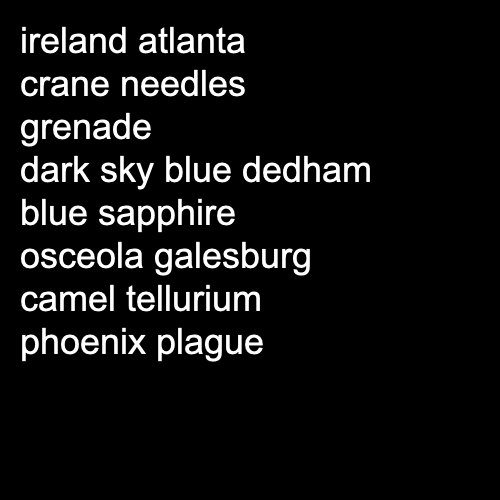 ireland atlanta
crane needles
grenade
dark sky blue dedham
blue sapphire
osceola galesburg
camel tellurium
phoenix plague